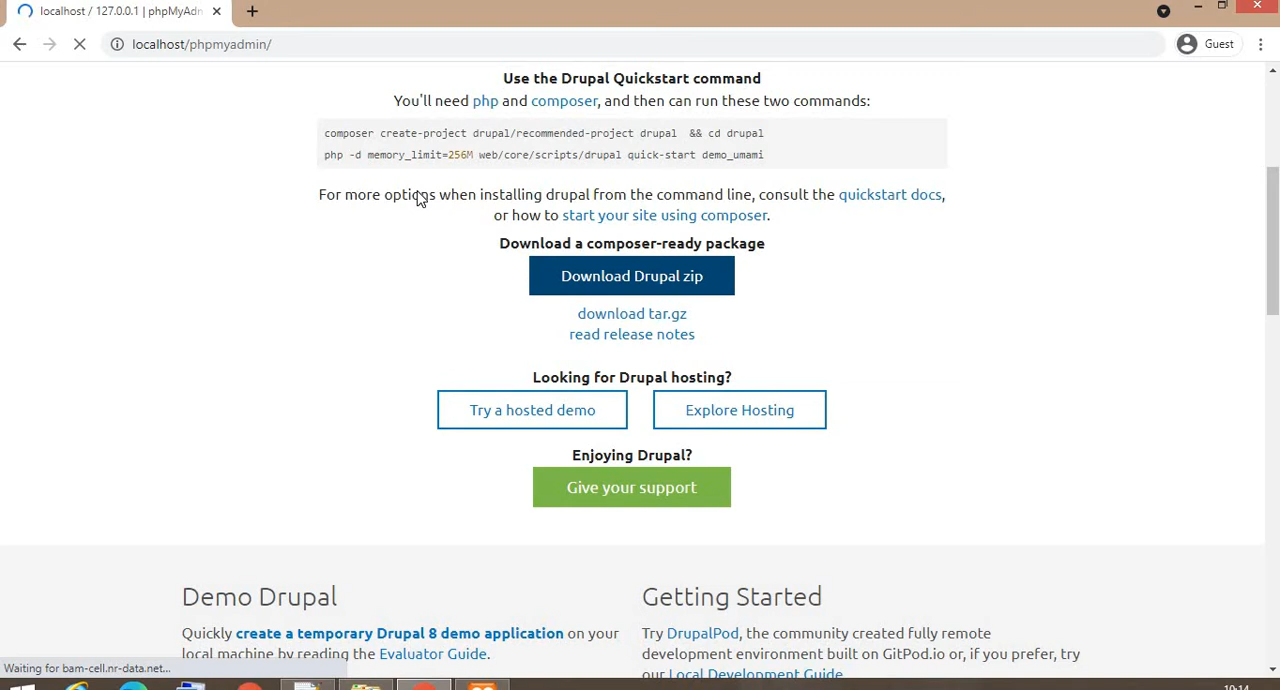 localhost / 127.0.0.1 | phpMyAdn
localhost/phpmyadmin/
Guest
Use the Drupal Quickstart command
You'll need php and composer, and then can run these two commands:
composer create-project drupal/recommended-project drupal && cd drupal
php -d memory_limit=256M web/core/scripts/drupal quick-start demo_umami
For more options when installing drupal from the command line, consult the quickstart docs,
or how to start your site using composer.
Download a composer-ready package
Download Drupal zip
download tar.gz
read release notes
Looking for Drupal hosting?
Try a hosted demo
Explore Hosting
Enjoying Drupal?
Give your support
Demo Drupal
Quickly create a temporary Drupal 8 demo application on your
local machine by reading the Evaluator Guide.
Getting Started
Try DrupalPod, the community created fully remote
development environment built on GitPod.io or, if you prefer, try
our Local Development Guide
Waiting for bam-cell.nr-data.net...
10:14